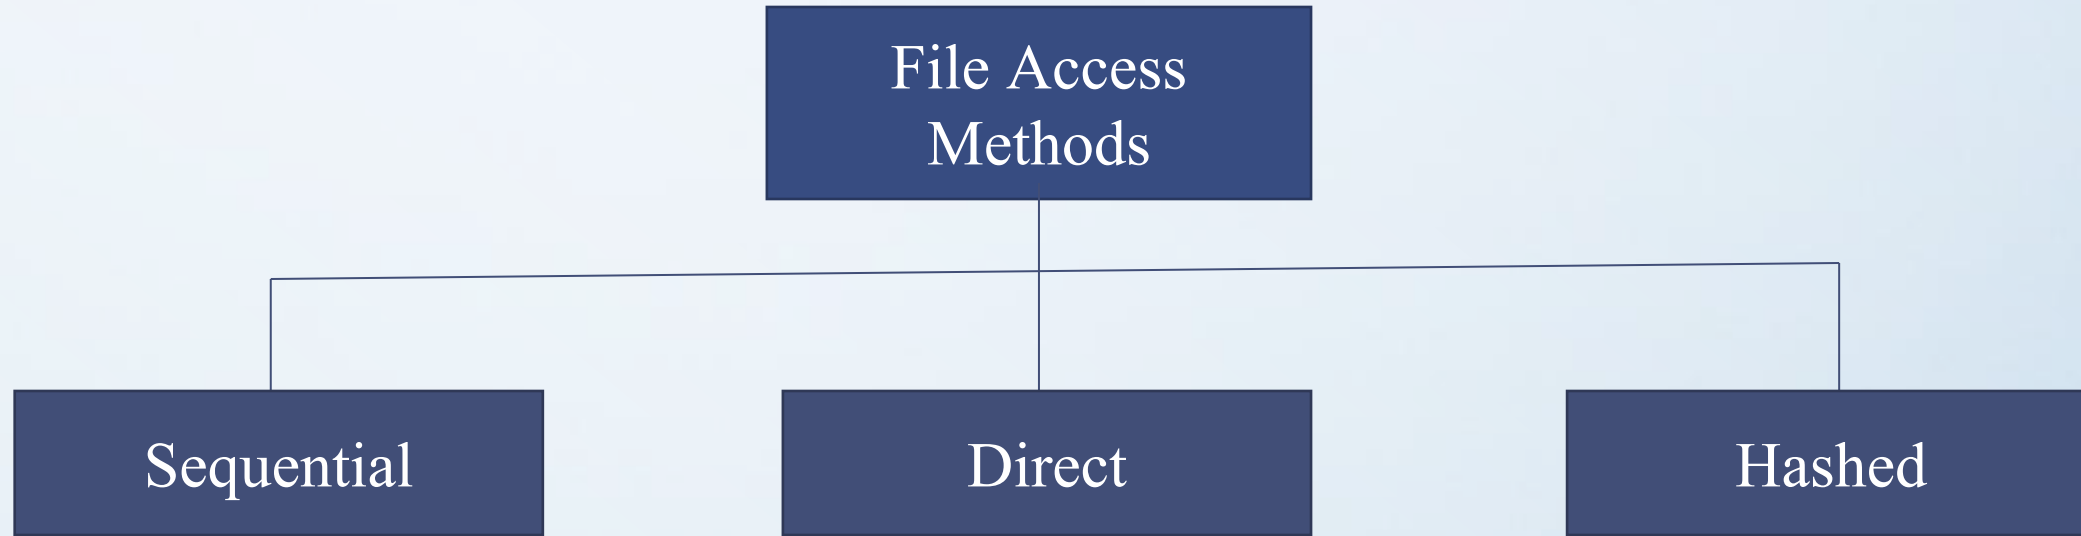 File Access
Methods
Sequential
Direct
Hashed